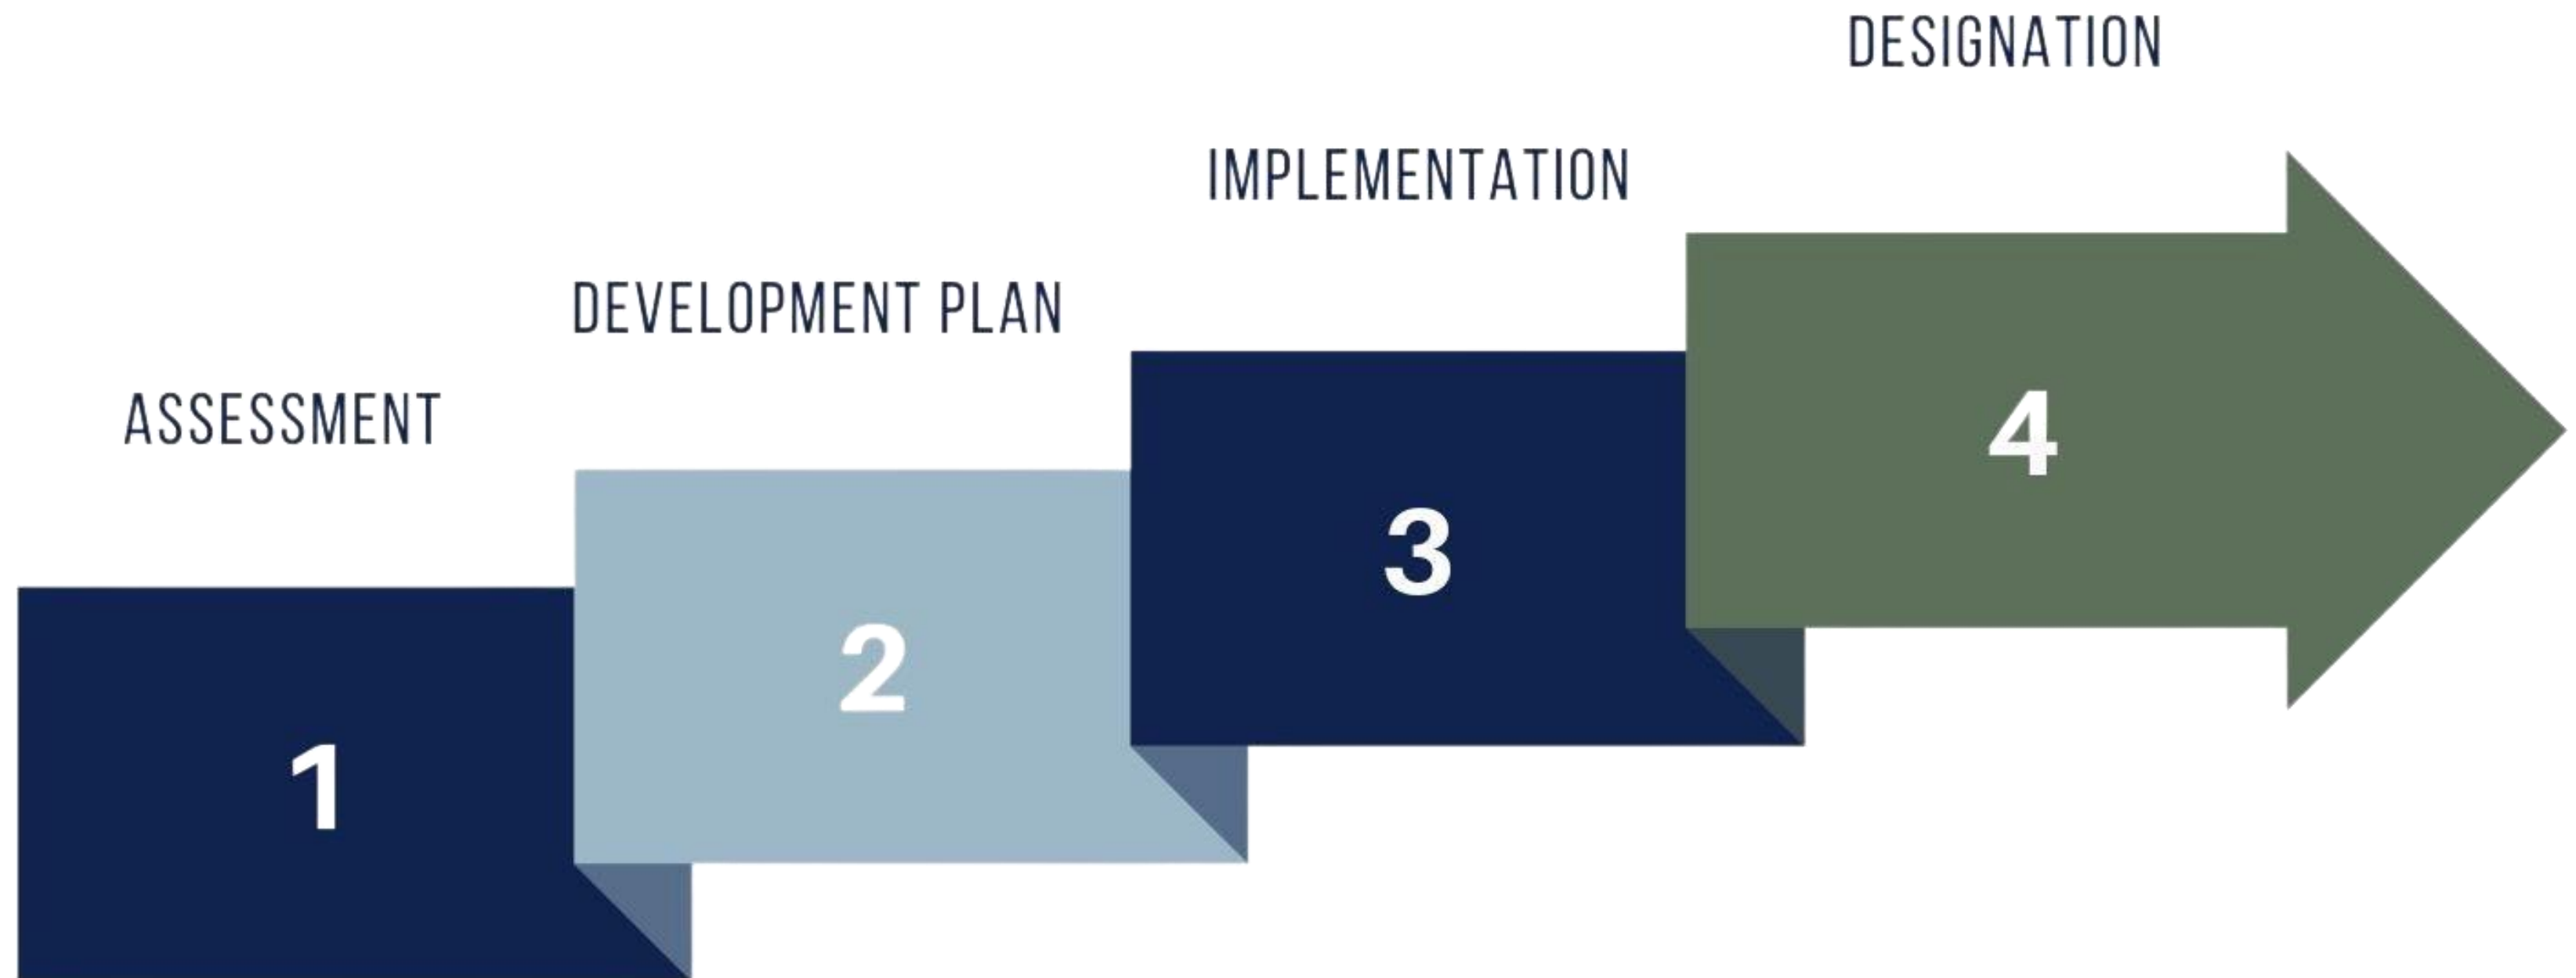 ASSESSMENT
1
DEVELOPMENT PLAN
2
IMPLEMENTATION
3
DESIGNATION
4